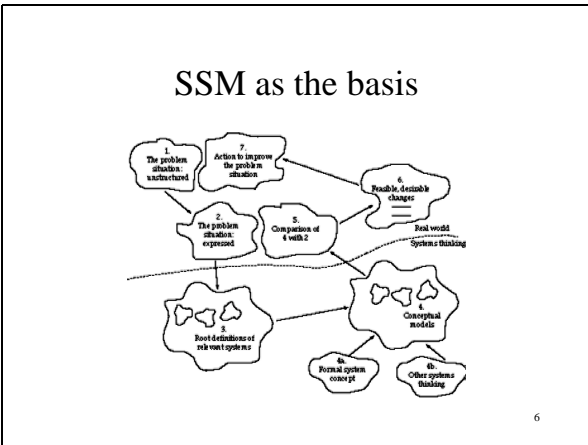 SSM as the basis
1.
The problem
situation:
unstructured
7.
Action to improve
the problem
situation
6.
Feasible, desirable
changes
2.
The problem
situation:
expressed
5.
Comparison of
4 with 2
Real world
Systems thinking
3.
Root definitions of
relevant systems
4.
Conceptual
models
4a.
Formal system
concept
4b.
Other systems
thinking
6